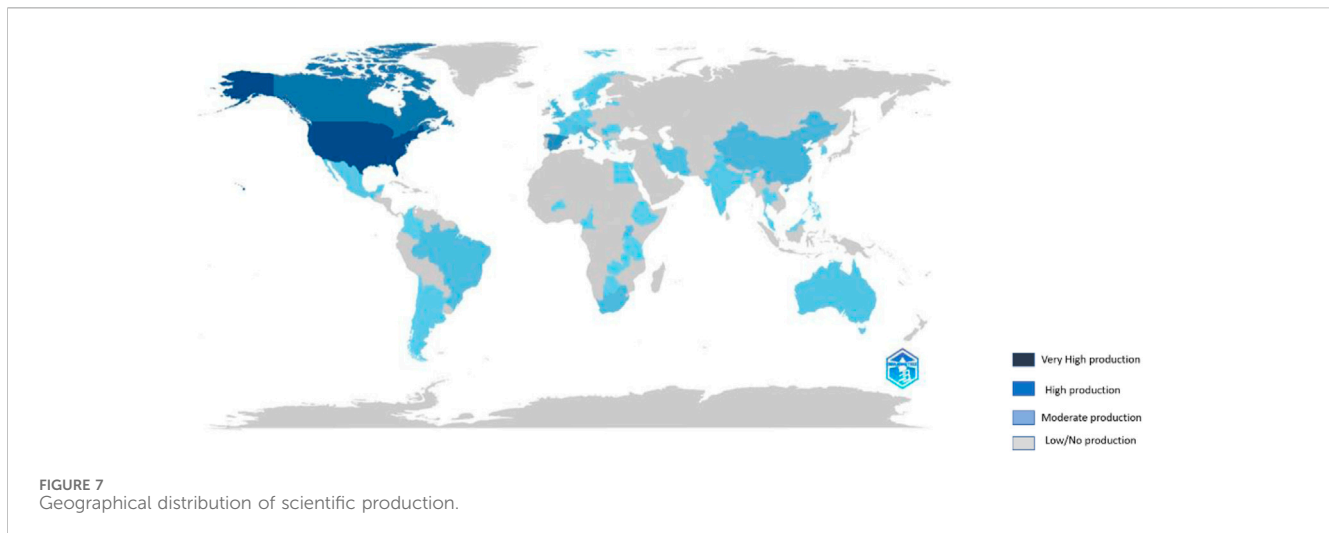 Very High production
High production
Moderate production
Low/No production
FIGURE 7
Geographical distribution of scientific production.